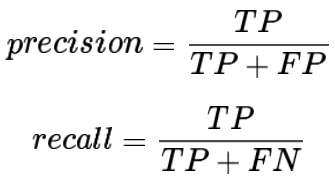 precision = TP / TP + FP
recall = TP / TP + FN